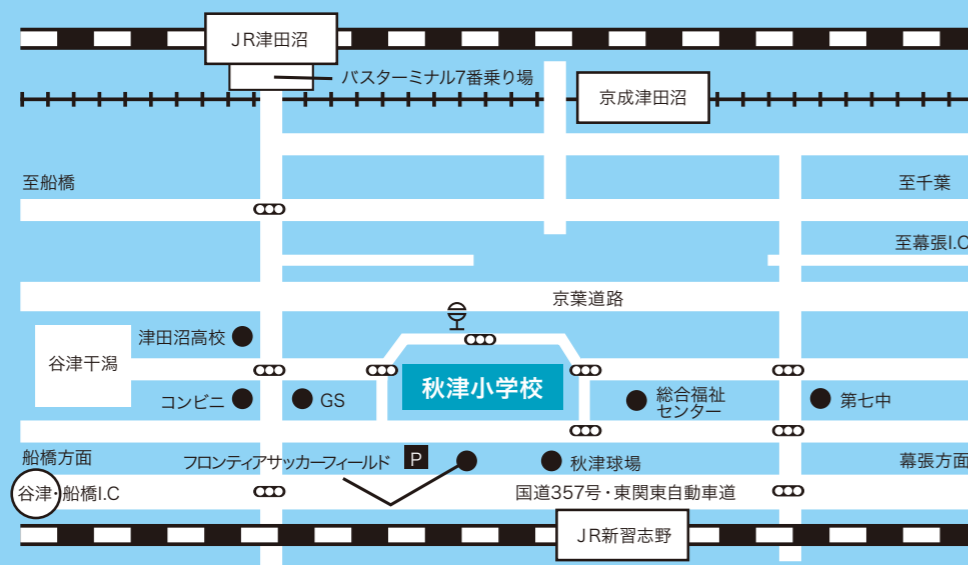 JR津田沼
バスターミナル7番乗り場
京成津田沼
至船橋
至千葉
至幕張I.C
京葉道路
津田沼高校
谷津干潟
秋津小学校
コンビニ
GS
総合福祉
センター
第七中
船橋方面
フロンティアサッカーフィールド
P
秋津球場
幕張方面
谷津・船橋I.C
国道357号・東関東自動車道
JR新習志野